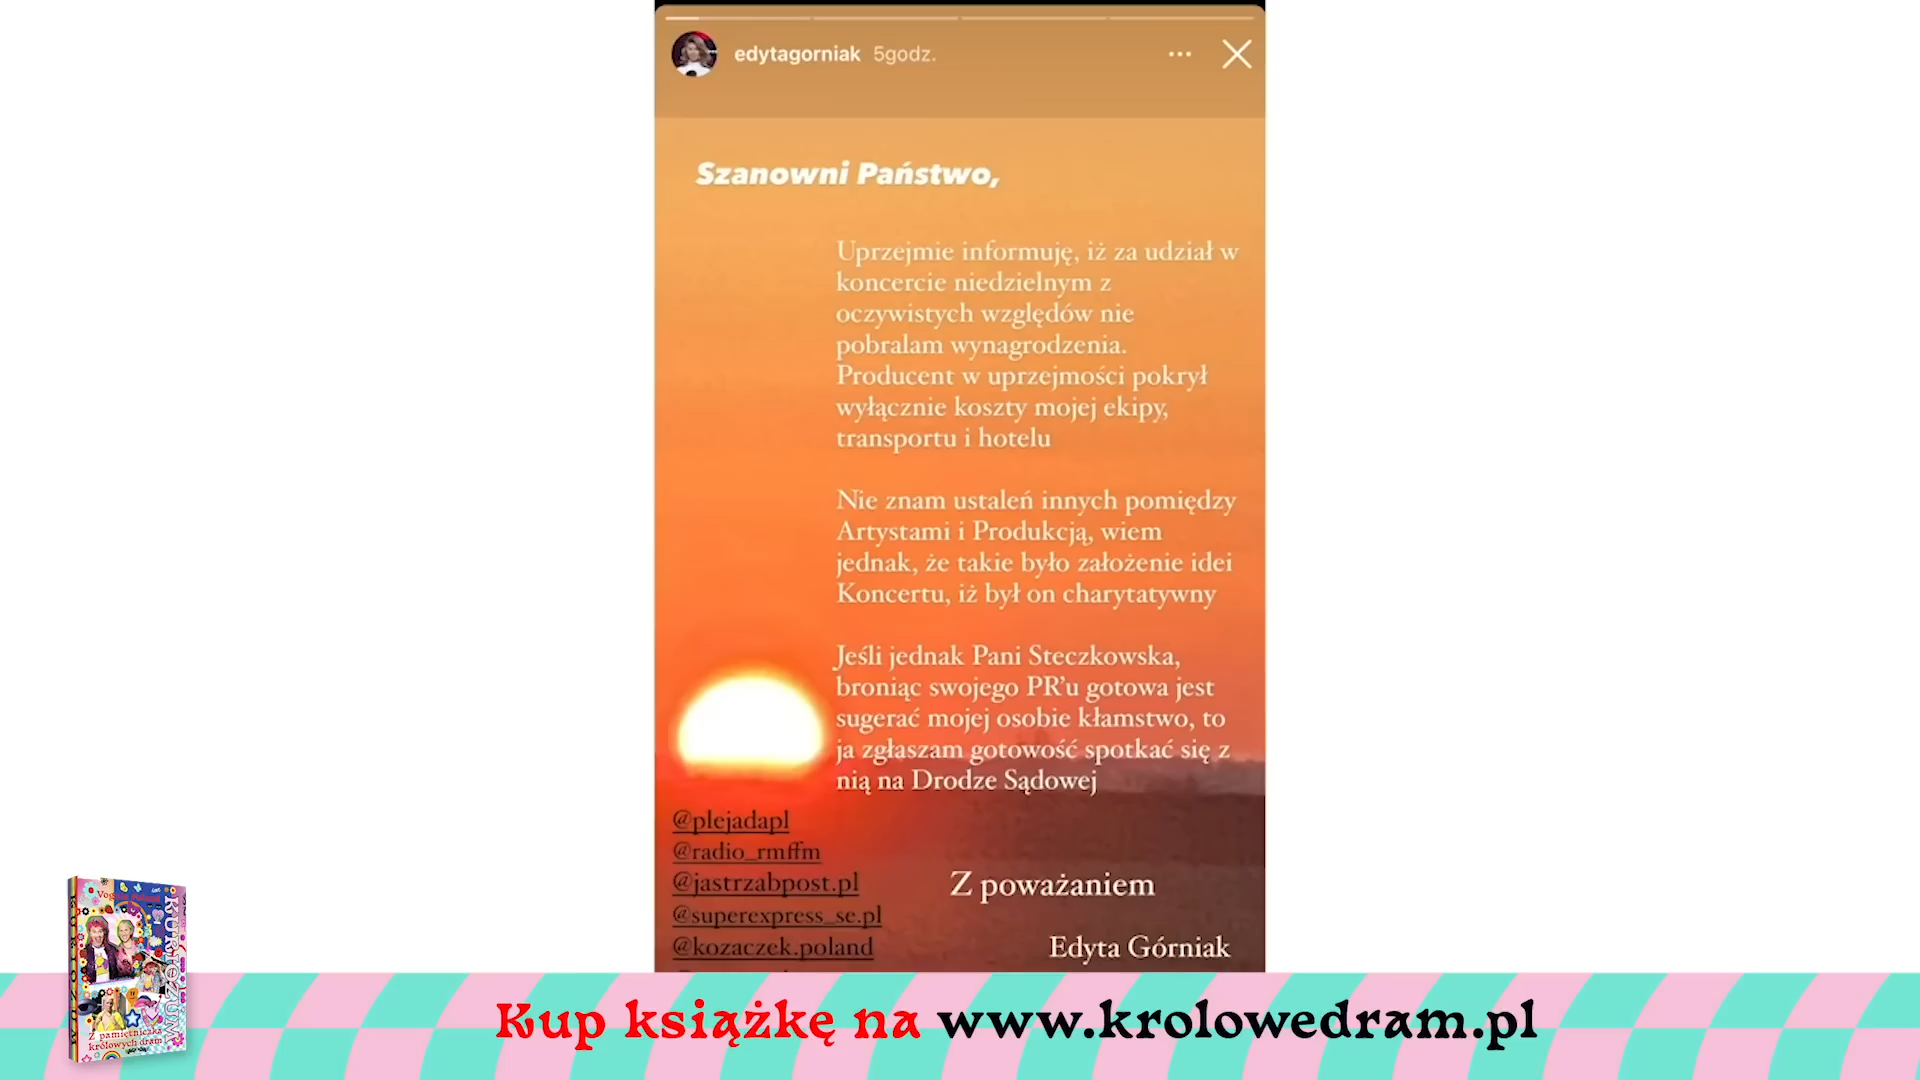 edytagorniak 5godz.
Szanowni Państwo,
Uprzejmie informuję, iż za udział w
koncercie niedzielnym z
oczywistych względów nie
pobralam wynagrodzenia.
Producent w uprzejmości pokrył
wyłącznie koszty mojej ekipy,
transportu i hotelu
Nie znam ustaleń innych pomiędzy
Artystami i Produkcją, wiem
jednak, że takie było założenie idei
Koncertu, iż był on charytatywny
Jeśli jednak Pani Steczkowska,
broniąc swojego PR'u gotowa jest
sugerać mojej osobie kłamstwo, to
ja zgłaszam gotowość spotkać się z
nią na Drodze Sądowej
@plejadapl
@radio_rmffm
@jastrzabpost.pl
@superexpress_se.pl
@kozaczek.poland
Z poważaniem
Edyta Górniak
Z pamiętniczka
królowych dram
Kup książkę na www.krolowedram.pl